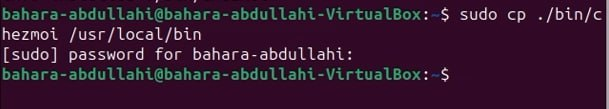 bahara-abdullahi@bahara-abdullahi-VirtualBox:~$ sudo cp ./bin/c
hezmoi /usr/local/bin
[sudo] password for bahara-abdullahi:
bahara-abdullahi@bahara-abdullahi-VirtualBox:~$